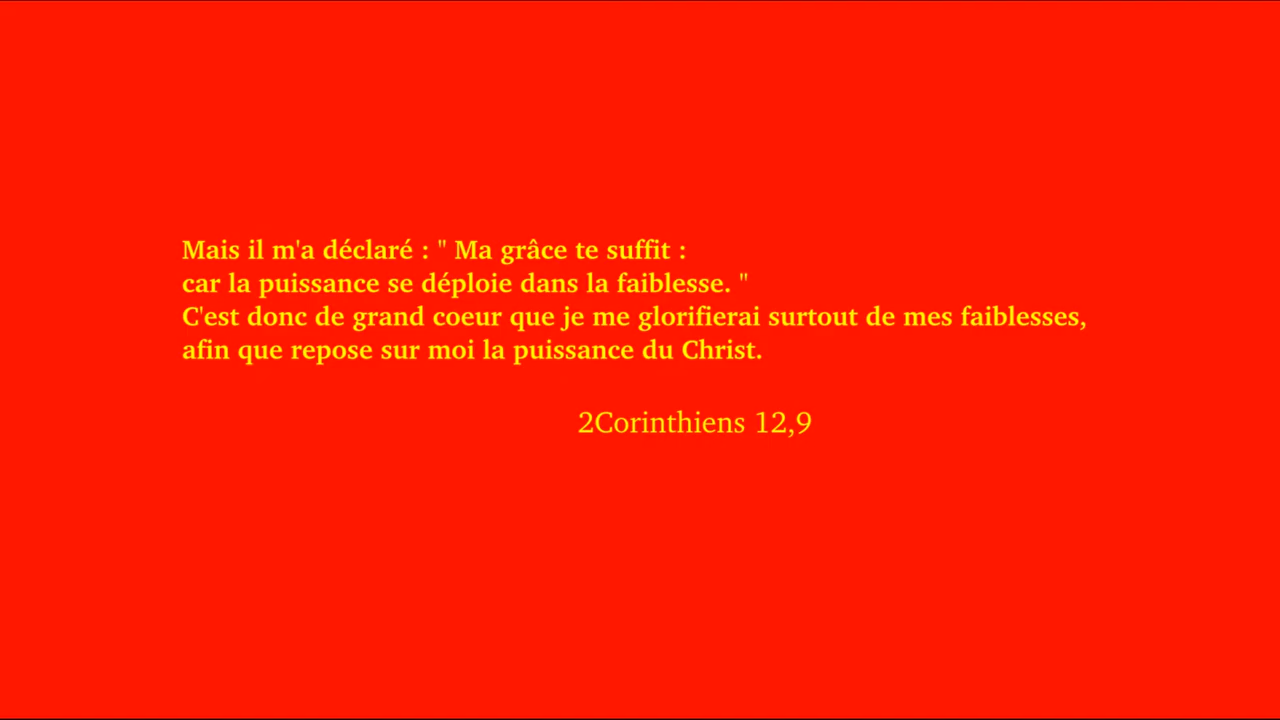 Mais il m'a déclaré : " Ma grâce te suffit :
car la puissance se déploie dans la faiblesse. "
C'est donc de grand coeur que je me glorifierai surtout de mes faiblesses,
afin que repose sur moi la puissance du Christ.
2Corinthiens 12,9